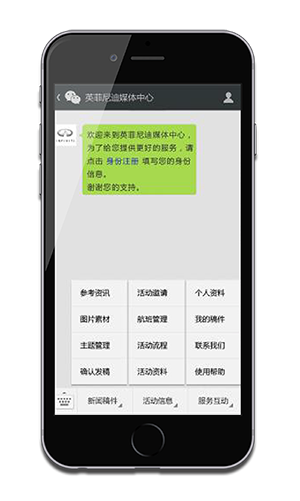 英菲尼迪媒体中心
欢迎来到英菲尼迪媒体中心，
为了给您提供更好的服务，请
点击 身份注册 填写您的身份
信息。
谢谢您的支持。
INFINITI
参考资讯 活动邀请 个人资料
图片素材 航班管理 我的稿件
主题管理 活动流程 联系我们
确认发稿 活动资料 使用帮助
新闻稿件 活动信息 服务互动